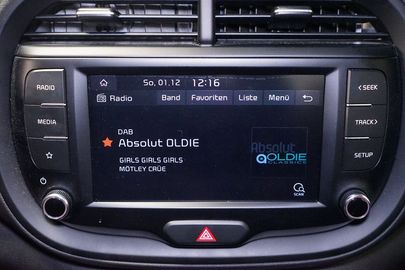 So, 01.12 12:16
Radio Band Favoriten Liste Menü
RADIO
MEDIA
< SEEK
TRACK >
SETUP
DAB
Absolut OLDIE
GIRLS GIRLS GIRLS
MÖTLEY CRÜE
Absolut
OLDIE
CLASSICS
SCAN